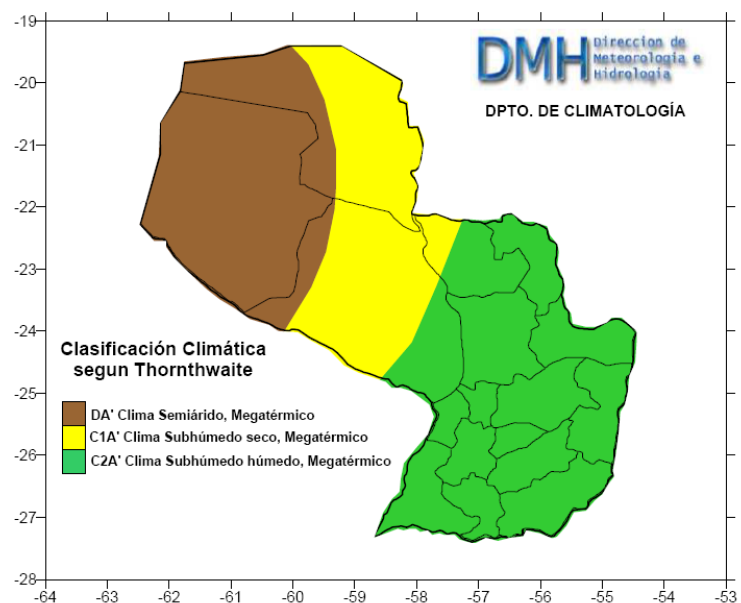 DMH
Direccion de
Meteorología e
Hidrología
DPTO. DE CLIMATOLOGÍA
Clasificación Climática
segun Thornthwaite
DA' Clima Semiárido, Megatérmico
C1A' Clima Subhúmedo seco, Megatérmico
C2A' Clima Subhúmedo húmedo, Megatérmico
-19
-20
-21
-22
-23
-24
-25
-26
-27
-28
-64 -63 -62 -61 -60 -59 -58 -57 -56 -55 -54 -53